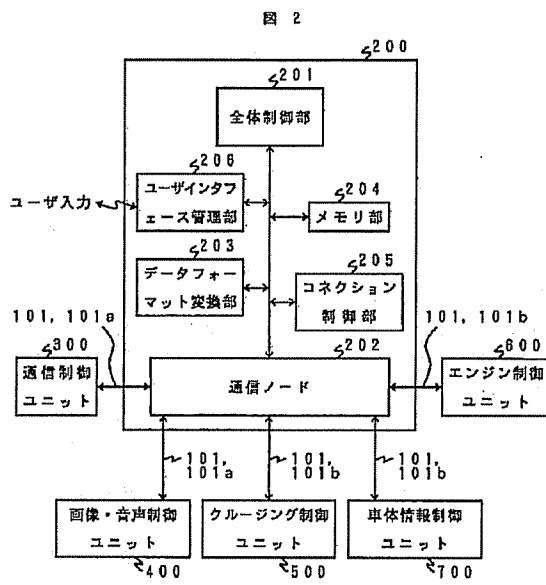 図 2
200
201
全体制御部
206
ユーザインタ
フェース管理部
ユーザ入力
204
メモリ部
203
データフォー
マット変換部
205
コネクション
制御部
101, 101a
202
101, 101b
300
通信制御
ユニット
通信ノード
600
エンジン制御
ユニット
101,
101a
101,
101b
101,
101b
画像・音声制御
ユニット
400
クルージング制御
ユニット
500
車体情報制御
ユニット
700